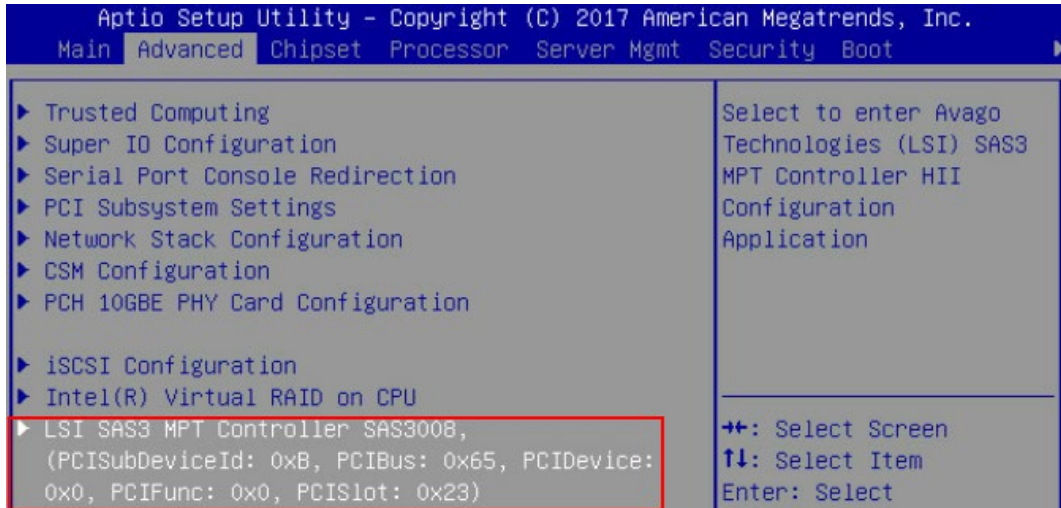 Aptio Setup Utility – Copyright (C) 2017 American Megatrends, Inc.
Main Advanced Chipset Processor Server Mgmt Security Boot
Trusted Computing
Super IO Configuration
Serial Port Console Redirection
PCI Subsystem Settings
Network Stack Configuration
CSM Configuration
PCH 10GBE PHY Card Configuration
iSCSI Configuration
Intel(R) Virtual RAID on CPU
LSI SAS3 MPT Controller SAS3008,
(PCISubDeviceId: 0xB, PCIBus: 0x65, PCIDevice:
0x0, PCIFunc: 0x0, PCISlot: 0x23)
Select to enter Avago
Technologies (LSI) SAS3
MPT Controller HII
Configuration
Application
→←: Select Screen
↑↓: Select Item
Enter: Select